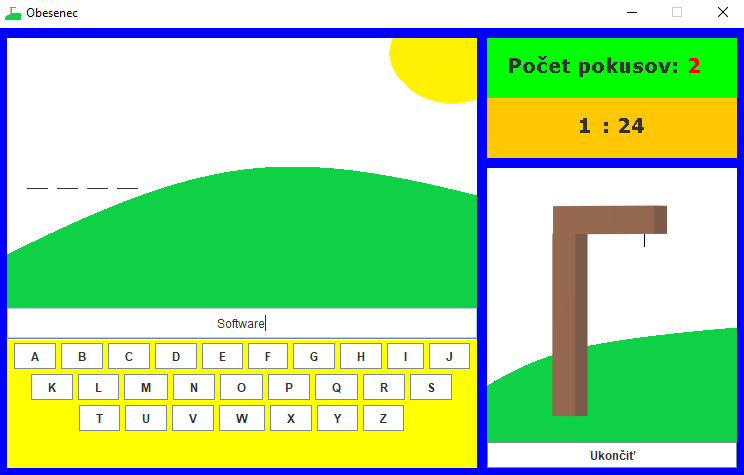 Obesenec
Počet pokusov: 2
1 : 24
Software
A B C D E F G H I J
K L M N O P Q R S
T U V W X Y Z
Ukončiť